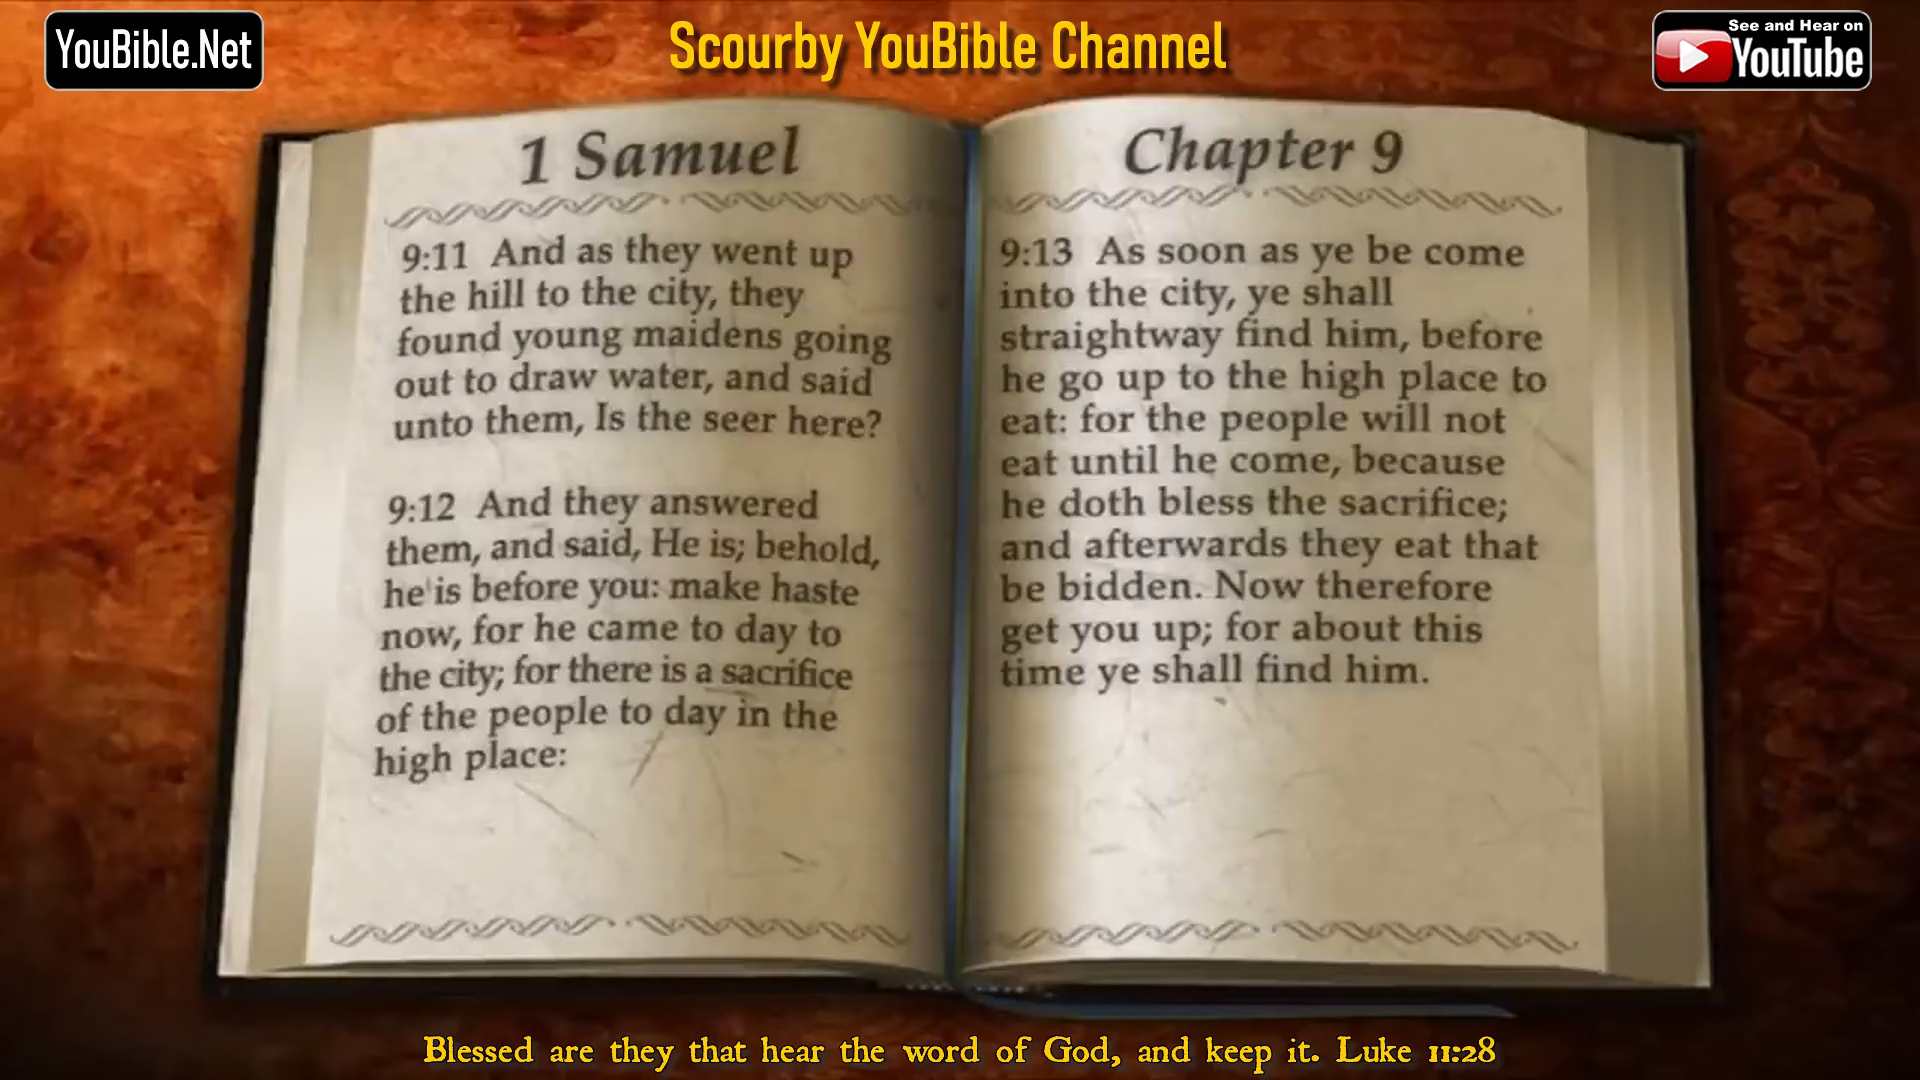 YouBible.Net
Scourby YouBible Channel
See and Hear on
YouTube
1 Samuel
9:11 And as they went up
the hill to the city, they
found young maidens going
out to draw water, and said
unto them, Is the seer here?
9:12 And they answered
them, and said, He is; behold,
he is before you: make haste
now, for he came to day to
the city; for there is a sacrifice
of the people to day in the
high place:
Chapter 9
9:13 As soon as ye be come
into the city, ye shall
straightway find him, before
he go up to the high place to
eat: for the people will not
eat until he come, because
he doth bless the sacrifice;
and afterwards they eat that
be bidden. Now therefore
get you up; for about this
time ye shall find him.
Blessed are they that hear the word of God, and keep it. Luke 11:28